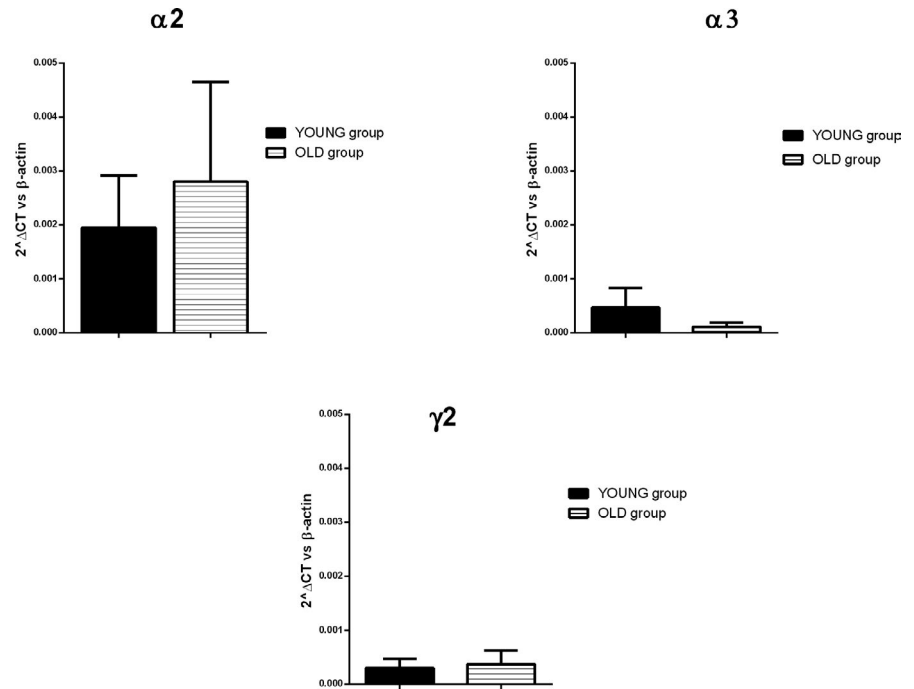 α2
2^ΔCT vs β-actin
0.005
0.004
0.003
0.002
0.001
0.000
YOUNG group
OLD group
α3
2^ΔCT vs β-actin
0.005
0.004
0.003
0.002
0.001
0.000
YOUNG group
OLD group
γ2
2^ΔCT vs β-actin
0.005
0.004
0.003
0.002
0.001
0.000
YOUNG group
OLD group